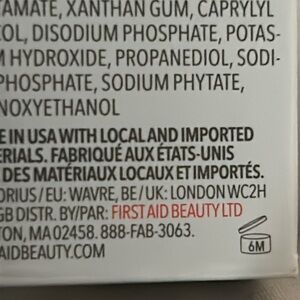 TAMATE, XANTHAN GUM, CAPRYLYL
COL, DISODIUM PHOSPHATE, POTAS-
M HYDROXIDE, PROPANEDIOL, SODI-
PHOSPHATE, SODIUM PHYTATE,
NOXYETHANOL
E IN USA WITH LOCAL AND IMPORTED
ERIALS. FABRIQUÉ AUX ÉTATS-UNIS
DES MATÉRIAUX LOCAUX ET IMPORTÉS.
ORIUS / EU: WAVRE, BE / UK: LONDON WC2H
GB DISTR. BY/PAR: FIRST AID BEAUTY LTD
TON, MA 02458. 888-FAB-3063.
AIDBEAUTY.COM
6M